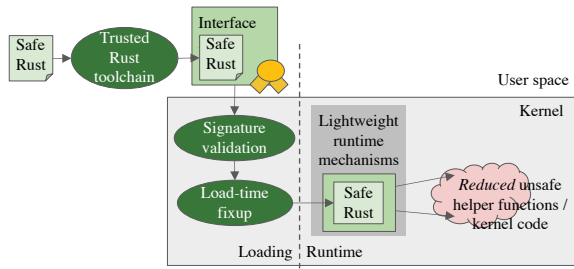 Safe
Rust
Trusted
Rust
toolchain
Interface
Safe
Rust
User space
Kernel
Signature
validation
Lightweight
runtime
mechanisms
Load-time
fixup
Safe
Rust
Reduced unsafe
helper functions /
kernel code
Loading
Runtime